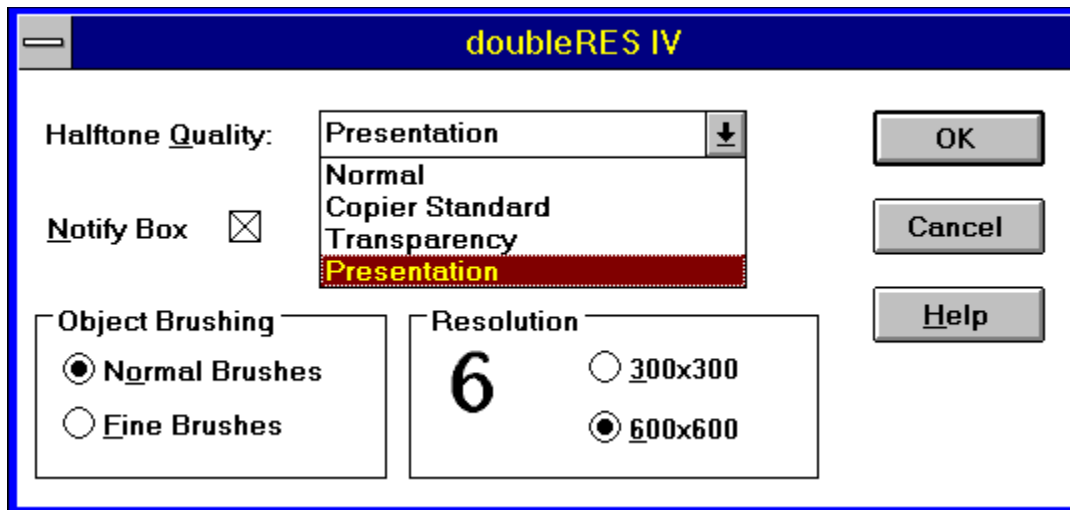 doubleRES IV
Halftone Quality: Presentation OK
Normal
Copier Standard
Notify Box Cancel
Transparency
Presentation
Object Brushing Resolution Help
Normal Brushes 6 300x300
Fine Brushes 600x600